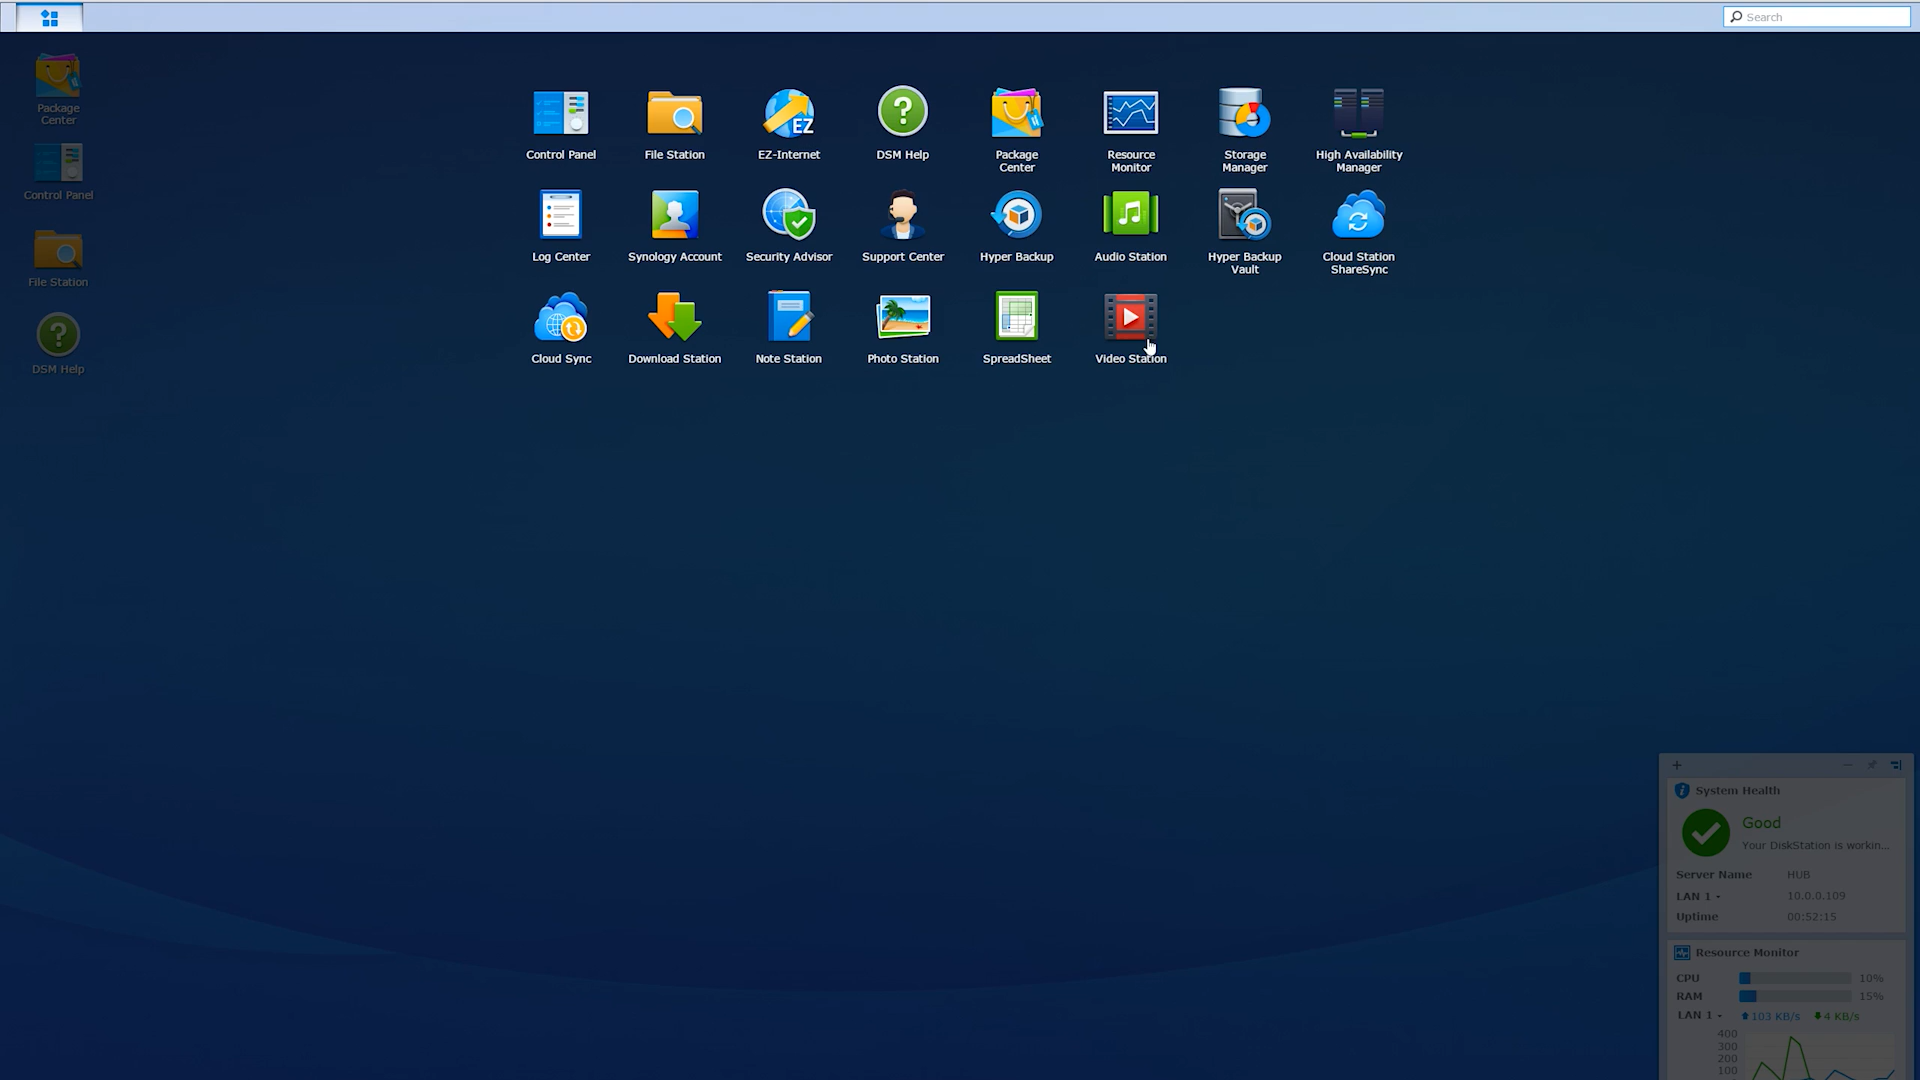 Search
Package
Center
Control Panel
File Station
DSM Help
Control Panel
File Station
EZ
EZ-Internet
?
DSM Help
Package
Center
Resource
Monitor
Storage
Manager
High Availability
Manager
Log Center
Synology Account
Security Advisor
Support Center
Hyper Backup
Audio Station
Hyper Backup
Vault
Cloud Station
ShareSync
Cloud Sync
Download Station
Note Station
Photo Station
SpreadSheet
Video Station
System Health
Good
Your DiskStation is workin...
Server Name HUB
LAN 1 10.0.0.109
Uptime 00:52:15
Resource Monitor
CPU 10%
RAM 15%
LAN 1 103 KB/s 4 KB/s
400
300
200
100